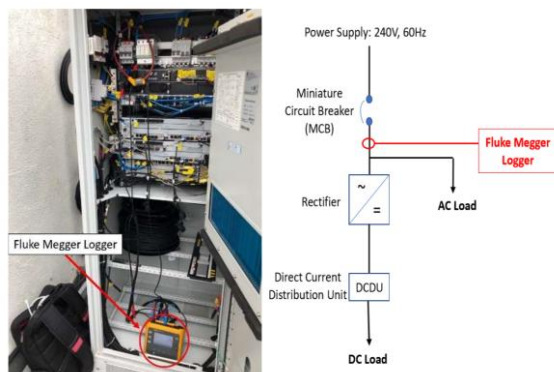 Fluke Megger Logger
Power Supply: 240V, 60Hz
Miniature
Circuit Breaker
(MCB)
Fluke Megger
Logger
Rectifier
~
=
AC Load
Direct Current
Distribution Unit
DCDU
DC Load